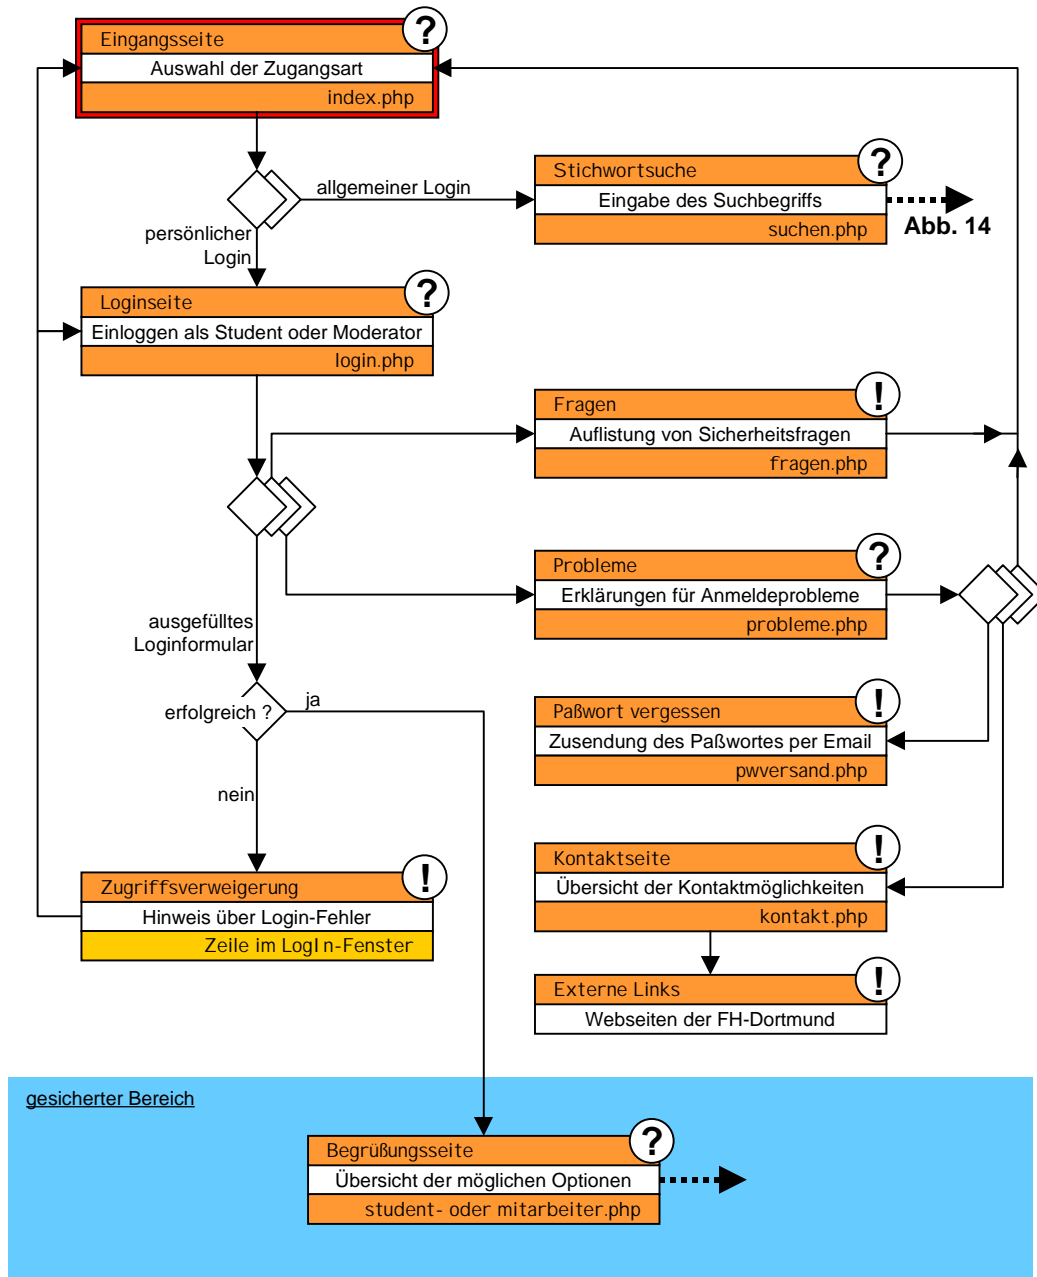 Eingangsseite
?
Auswahl der Zugangsart
index.php
allgemeiner Login
Stichwortsuche
?
Eingabe des Suchbegriffs
suchen.php
Abb. 14
persönlicher
Login
Loginseite
?
Einloggen als Student oder Moderator
login.php
Fragen
!
Auflistung von Sicherheitsfragen
fragen.php
Probleme
?
Erklärungen für Anmeldeprobleme
probleme.php
ausgefülltes
Loginformular
erfolgreich ?
ja
Paßwort vergessen
!
Zusendung des Paßwortes per Email
pwversand.php
nein
Kontaktseite
!
Übersicht der Kontaktmöglichkeiten
kontakt.php
Zugriffsverweigerung
!
Hinweis über Login-Fehler
Zeile im LogIn-Fenster
Externe Links
!
Webseiten der FH-Dortmund
gesicherter Bereich
Begrüßungsseite
?
Übersicht der möglichen Optionen
student- oder mitarbeiter.php